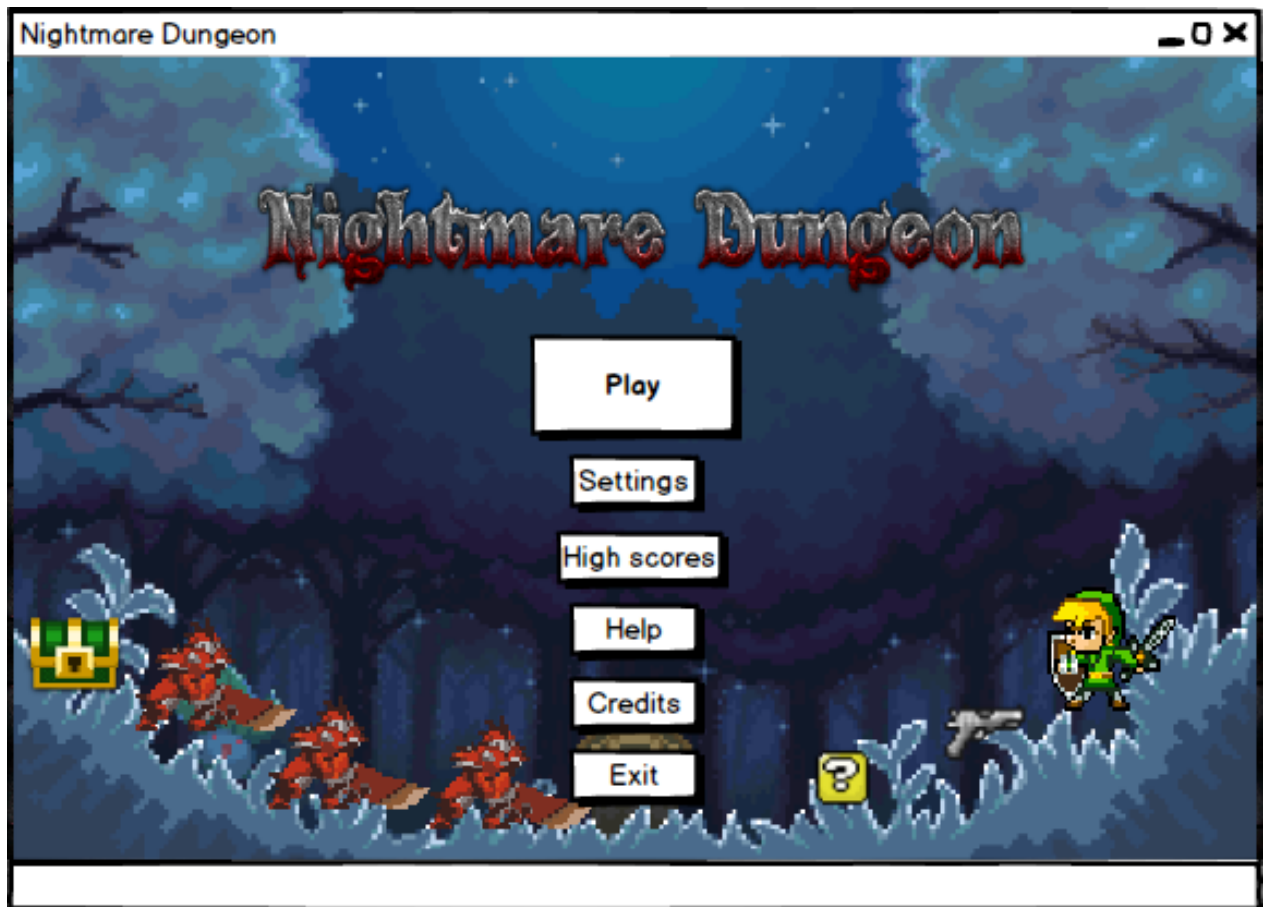 Nightmare Dungeon
Nightmare Dungeon
Play
Settings
High scores
Help
Credits
Exit
?